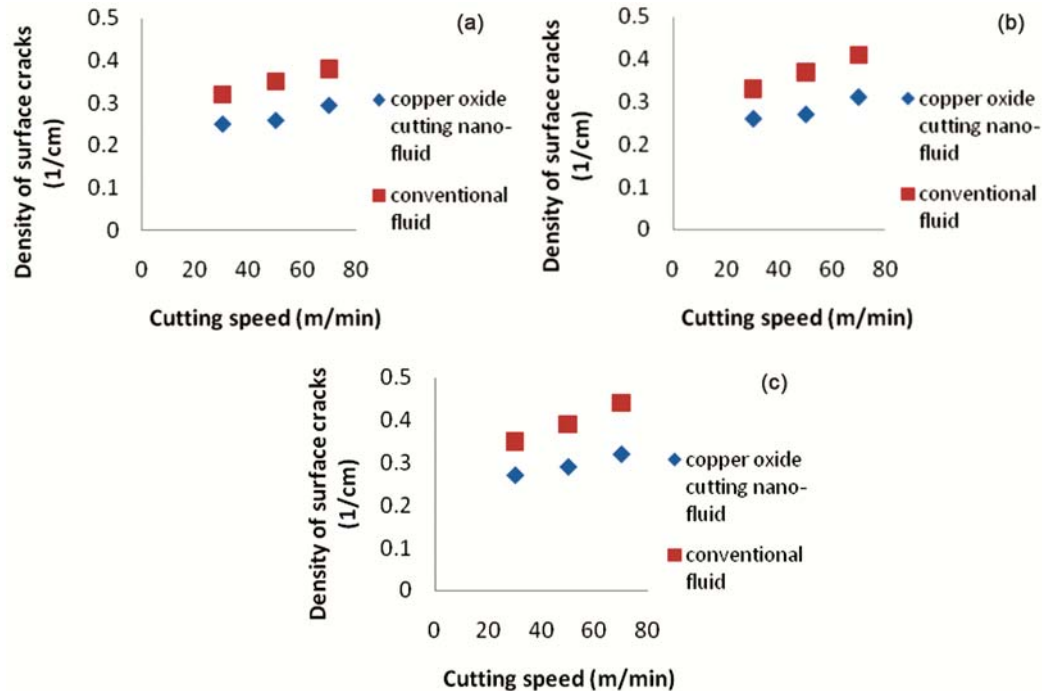 (a)
Density of surface cracks
(1/cm)
0.5
0.4
0.3
0.2
0.1
0
0 20 40 60 80
Cutting speed (m/min)
copper oxide
cutting nano-
fluid
conventional
fluid
(b)
Density of surface cracks
(1/cm)
0.5
0.4
0.3
0.2
0.1
0
0 20 40 60 80
Cutting speed (m/min)
copper oxide
cutting nano-
fluid
conventional
fluid
(c)
Density of surface cracks
(1/cm)
0.5
0.4
0.3
0.2
0.1
0
0 20 40 60 80
Cutting speed (m/min)
copper oxide
cutting nano-
fluid
conventional
fluid